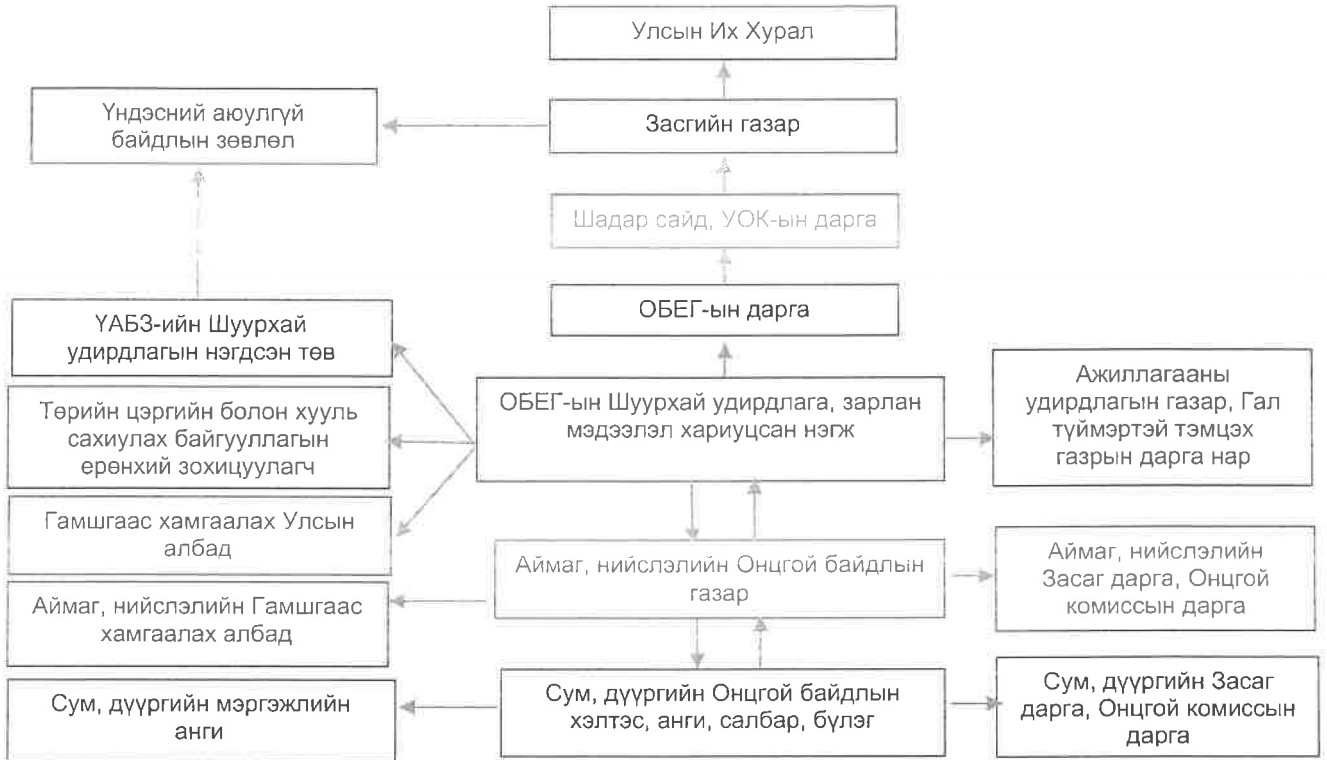 Улсын Их Хурал
Үндэсний аюулгүй
байдлын зөвлөл
Засгийн газар
Шадар сайд, УОК-ын дарга
ОБЕГ-ын дарга
ҮАБЗ-ийн Шуурхай
удирдлагын нэгдсэн төв
Төрийн цэргийн болон хууль
сахиулах байгууллагын
ерөнхий зохицуулагч
Гамшгаас хамгаалах Улсын
албад
ОБЕГ-ын Шуурхай удирдлага, зарлан
мэдээлэл хариуцсан нэгж
Ажиллагааны
удирдлагын газар, Гал
түймэртэй тэмцэх
газрын дарга нар
Аймаг, нийслэлийн Гамшгаас
хамгаалах албад
Аймаг, нийслэлийн Онцгой байдлын
газар
Аймаг, нийслэлийн
Засаг дарга, Онцгой
комиссын дарга
Сум, дүүргийн мэргэжлийн
анги
Сум, дүүргийн Онцгой байдлын
хэлтэс, анги, салбар, бүлэг
Сум, дүүргийн Засаг
дарга, Онцгой комиссын
дарга